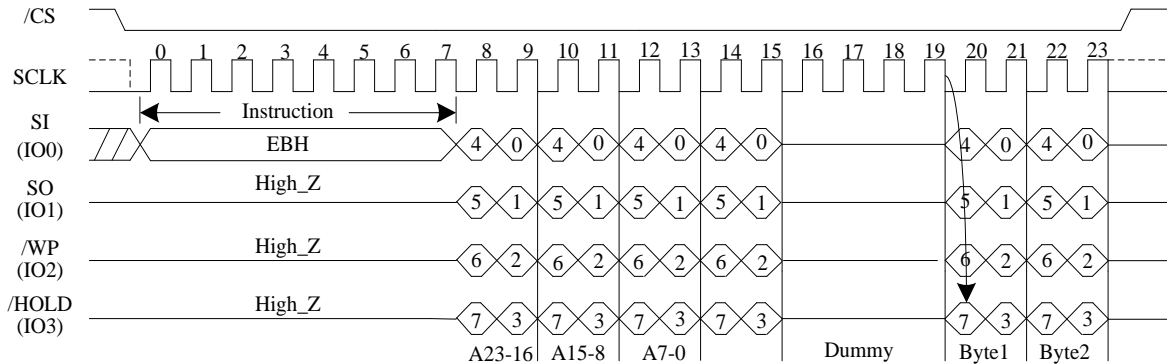 /CS
0 1 2 3 4 5 6 7 8 9 10 11 12 13 14 15 16 17 18 19 20 21 22 23
SCLK
Instruction
SI
(IO0)
EBH
4 0 4 0 4 0 4 0 4 0 4 0
SO
(IO1)
High_Z
5 1 5 1 5 1 5 1 5 1 5 1
/WP
(IO2)
High_Z
6 2 6 2 6 2 6 2 6 2 6 2
/HOLD
(IO3)
High_Z
7 3 7 3 7 3 7 3 7 3 7 3
A23-16 A15-8 A7-0 Dummy Byte1 Byte2